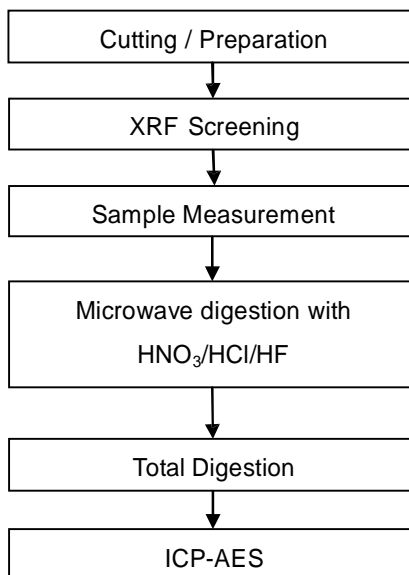 Cutting / Preparation
XRF Screening
Sample Measurement
Microwave digestion with
HNO₃/HCl/HF
Total Digestion
ICP-AES